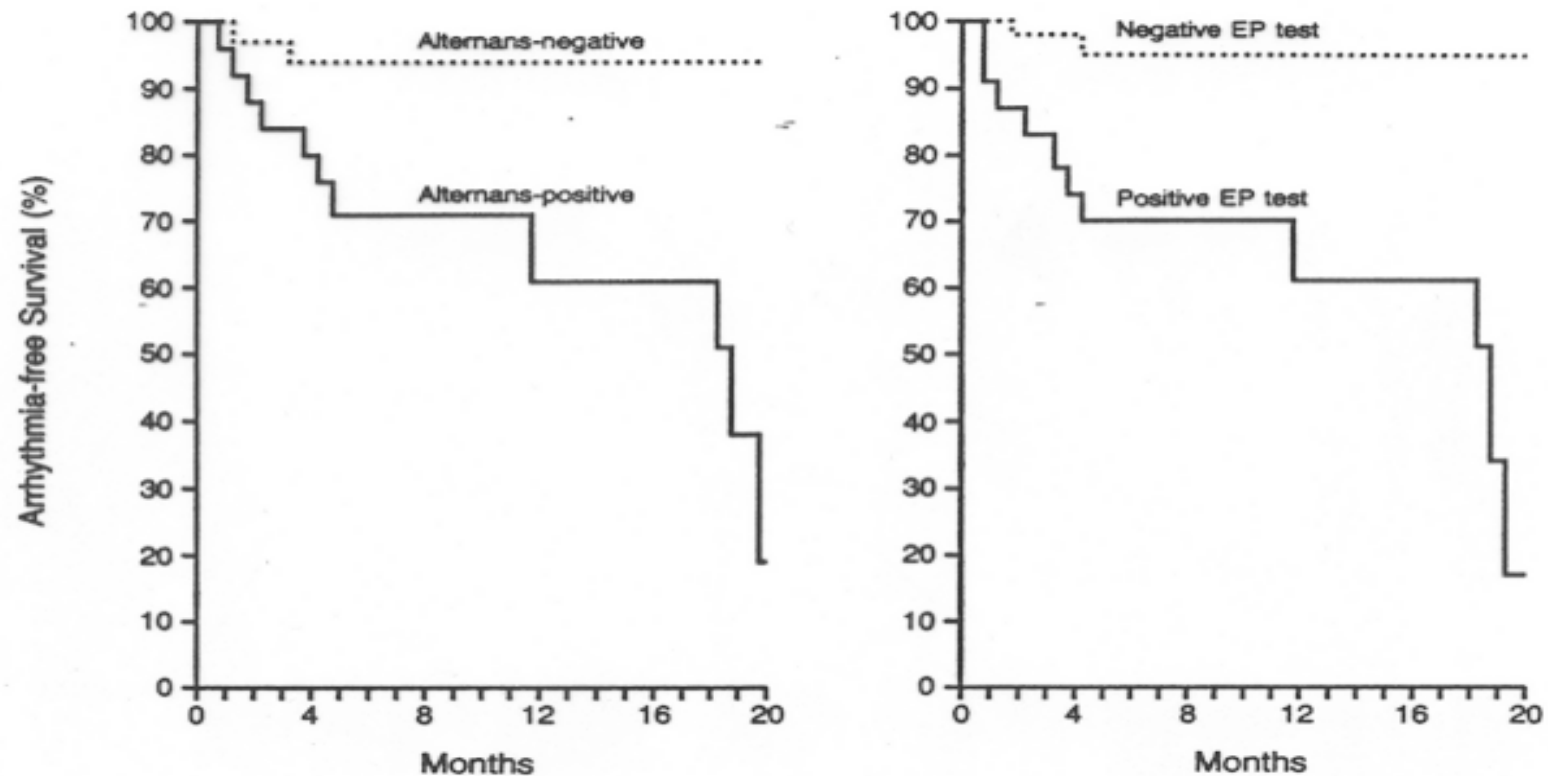 Arrhythmia-free Survival (%)
100
90
80
70
60
50
40
30
20
10
0
Alternans-negative
Alternans-positive
0 4 8 12 16 20
Months
100
90
80
70
60
50
40
30
20
10
0
Negative EP test
Positive EP test
0 4 8 12 16 20
Months